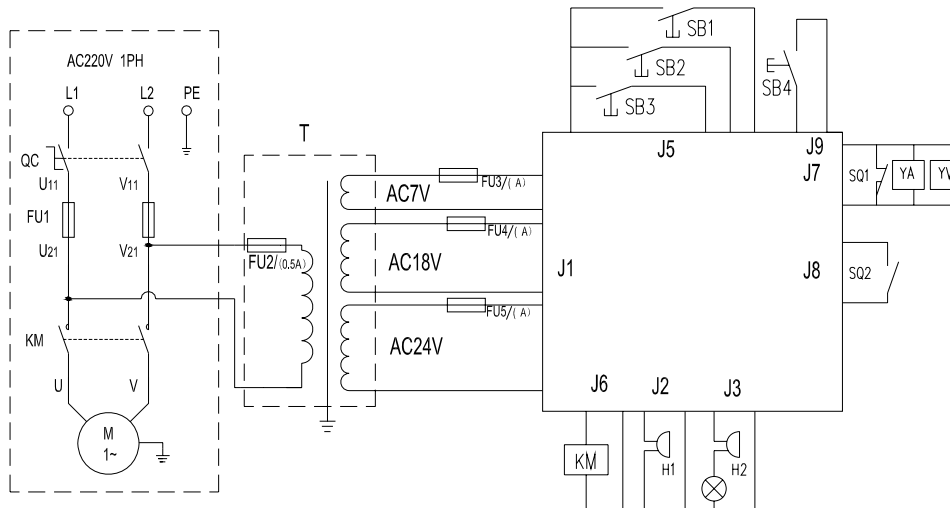 AC220V 1PH
L1
L2
PE
QC
U11
V11
FU1
U21
V21
KM
U
V
M
1~
T
FU2/(0.5A)
AC7V
FU3/( A)
FU4/( A)
AC18V
FU5/( A)
AC24V
SB1
SB2
SB3
SB4
J5
J9
J7
J1
J8
J6
J2
J3
SQ1
YA
YV
SQ2
KM
H1
H2